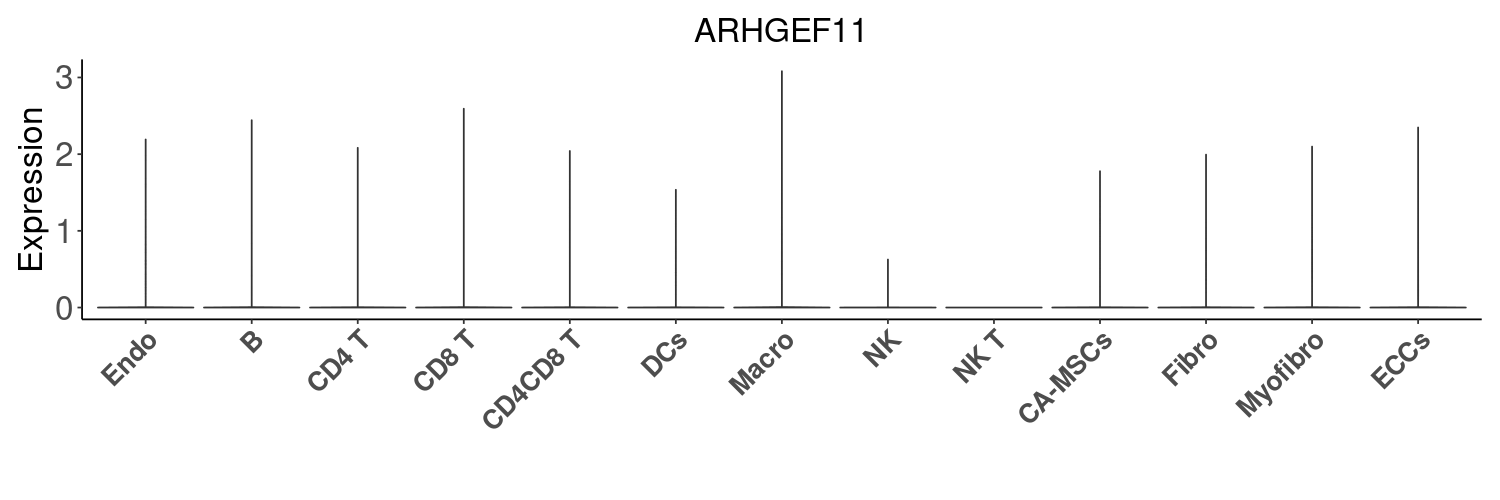 ARHGEF11
Expression
3
2
1
0
Endo
B
CD4 T
CD8 T
CD4CD8 T
DCs
Macro
NK
NK T
CA-MSCs
Fibro
Myofibro
ECCs